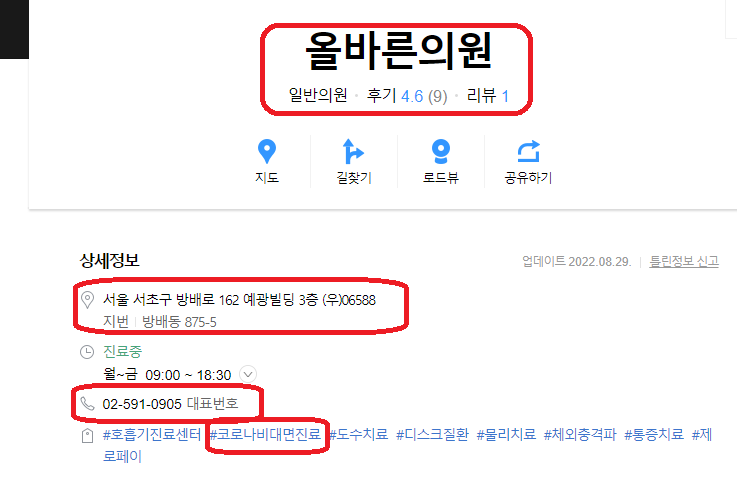 올바른의원
일반의원 · 후기 4.6 (9) · 리뷰 1
지도 길찾기 로드뷰 공유하기
상세정보 업데이트 2022.08.29. | 틀린정보 신고
서울 서초구 방배로 162 예광빌딩 3층 (우)06588
지번 | 방배동 875-5
진료중
월~금 09:00 ~ 18:30
02-591-0905 대표번호
#호흡기진료센터 #코로나비대면진료 #도수치료 #디스크질환 #물리치료 #체외충격파 #통증치료 #제
로페이